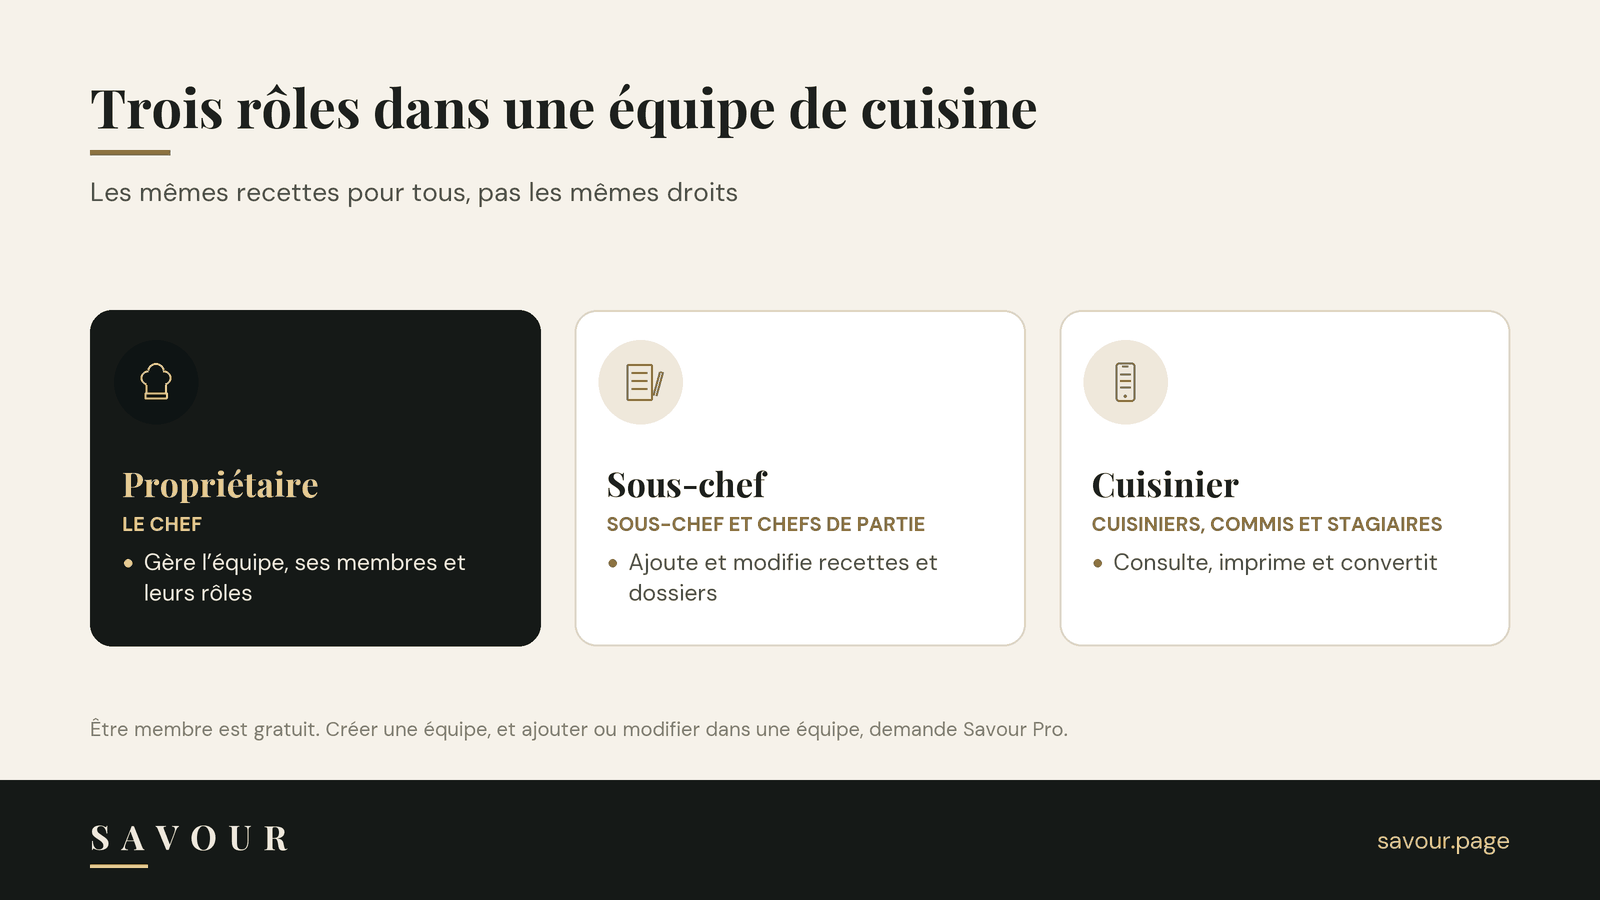 Trois rôles dans une équipe de cuisine
Les mêmes recettes pour tous, pas les mêmes droits
Propriétaire
LE CHEF
• Gère l’équipe, ses membres et
leurs rôles
Sous-chef
SOUS-CHEF ET CHEFS DE PARTIE
• Ajoute et modifie recettes et
dossiers
Cuisinier
CUISINIERS, COMMIS ET STAGIAIRES
• Consulte, imprime et convertit
Être membre est gratuit. Créer une équipe, et ajouter ou modifier dans une équipe, demande Savour Pro.
SAVOUR
savour.page